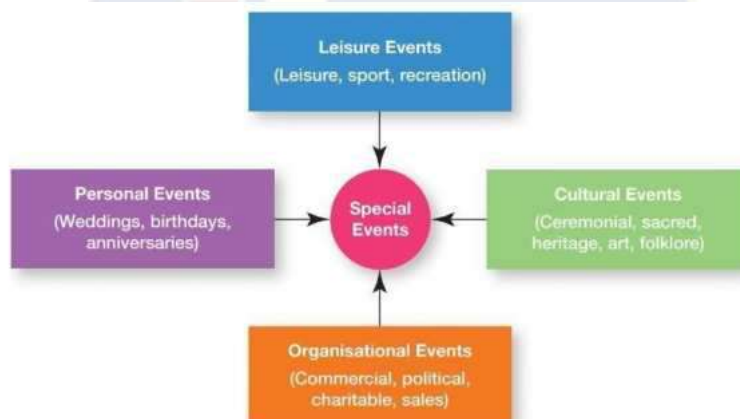 Leisure Events
(Leisure, sport, recreation)
Personal Events
(Weddings, birthdays,
anniversaries)
Special
Events
Cultural Events
(Ceremonial, sacred,
heritage, art, folklore)
Organisational Events
(Commercial, political,
charitable, sales)